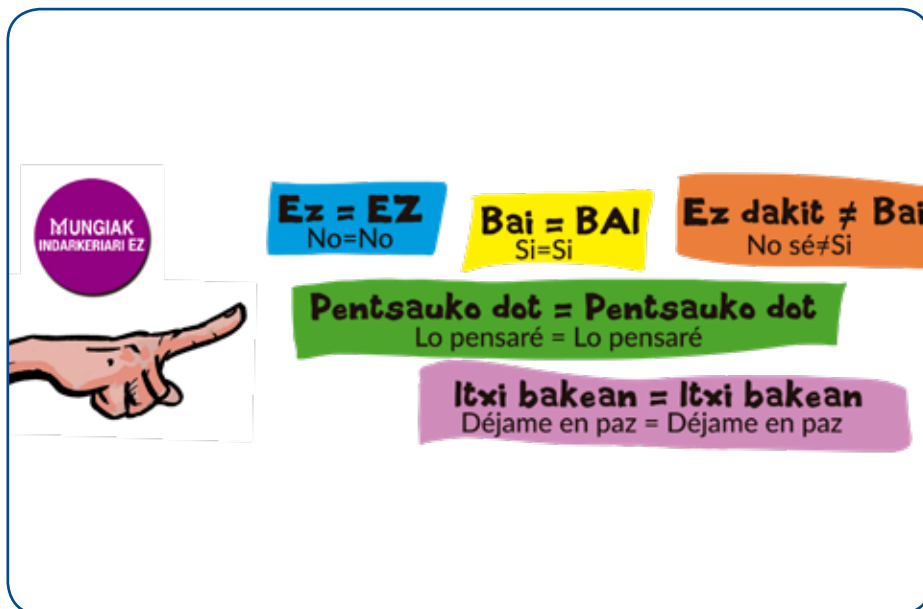 MUNGIAK
INDARKERIARI EZ
Ez = EZ
No=No
Bai = BAI
Si=Si
Ez dakit ≠ Bai
No sé≠Si
Pentsauko dot = Pentsauko dot
Lo pensaré = Lo pensaré
Itxi bakean = Itxi bakean
Déjame en paz = Déjame en paz